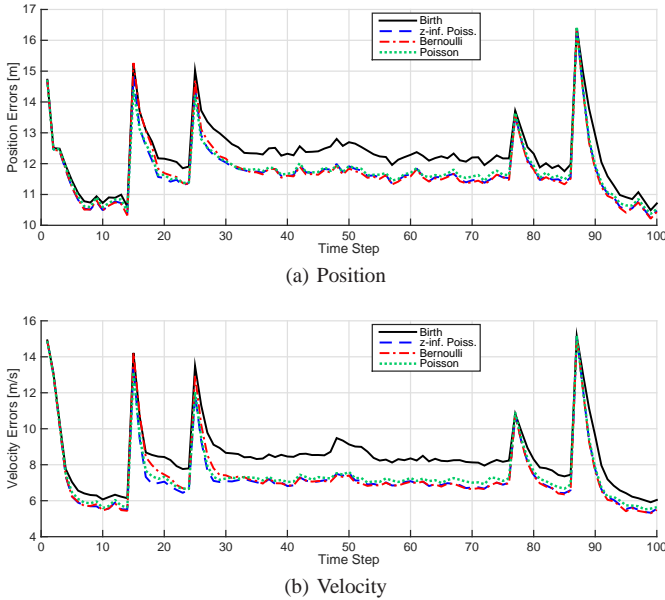 17
16
15
14
13
12
11
10
Position Errors [m]
Birth
z-inf. Poiss.
Bernoulli
Poisson
0 10 20 30 40 50 60 70 80 90 100
Time Step
(a) Position
16
14
12
10
8
6
4
Velocity Errors [m/s]
Birth
z-inf. Poiss.
Bernoulli
Poisson
0 10 20 30 40 50 60 70 80 90 100
Time Step
(b) Velocity